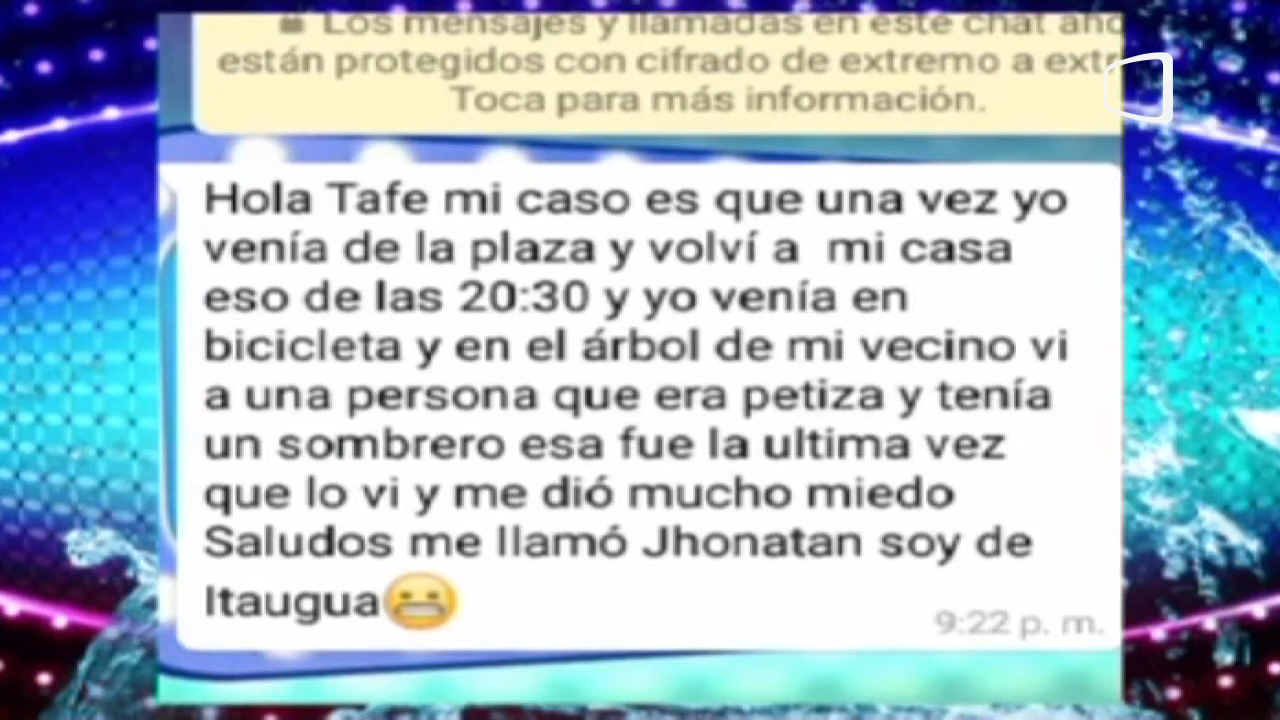 Los mensajes y llamadas en este chat aho
están protegidos con cifrado de extremo a extr
Toca para más información.
Hola Tafe mi caso es que una vez yo
venía de la plaza y volví a  mi casa
eso de las 20:30 y yo venía en
bicicleta y en el árbol de mi vecino vi
a una persona que era petiza y tenía
un sombrero esa fue la ultima vez
que lo vi y me dió mucho miedo
Saludos me llamó Jhonatan soy de
Itaugua😬
9:22 p. m.